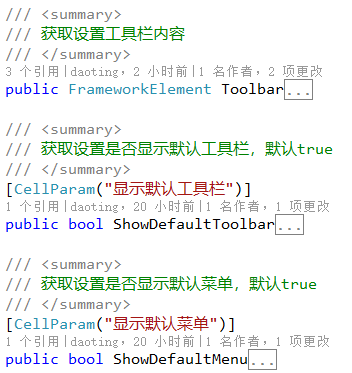 /// <summary>
/// 获取设置工具栏内容
/// </summary>
3 个引用|daoting，2 小时前|1 名作者，2 项更改
public FrameworkElement Toolbar...
/// <summary>
/// 获取设置是否显示默认工具栏，默认true
/// </summary>
[CellParam("显示默认工具栏")]
1 个引用|daoting，20 小时前|1 名作者，1 项更改
public bool ShowDefaultToolbar...
/// <summary>
/// 获取设置是否显示默认菜单，默认true
/// </summary>
[CellParam("显示默认菜单")]
1 个引用|daoting，20 小时前|1 名作者，1 项更改
public bool ShowDefaultMenu...